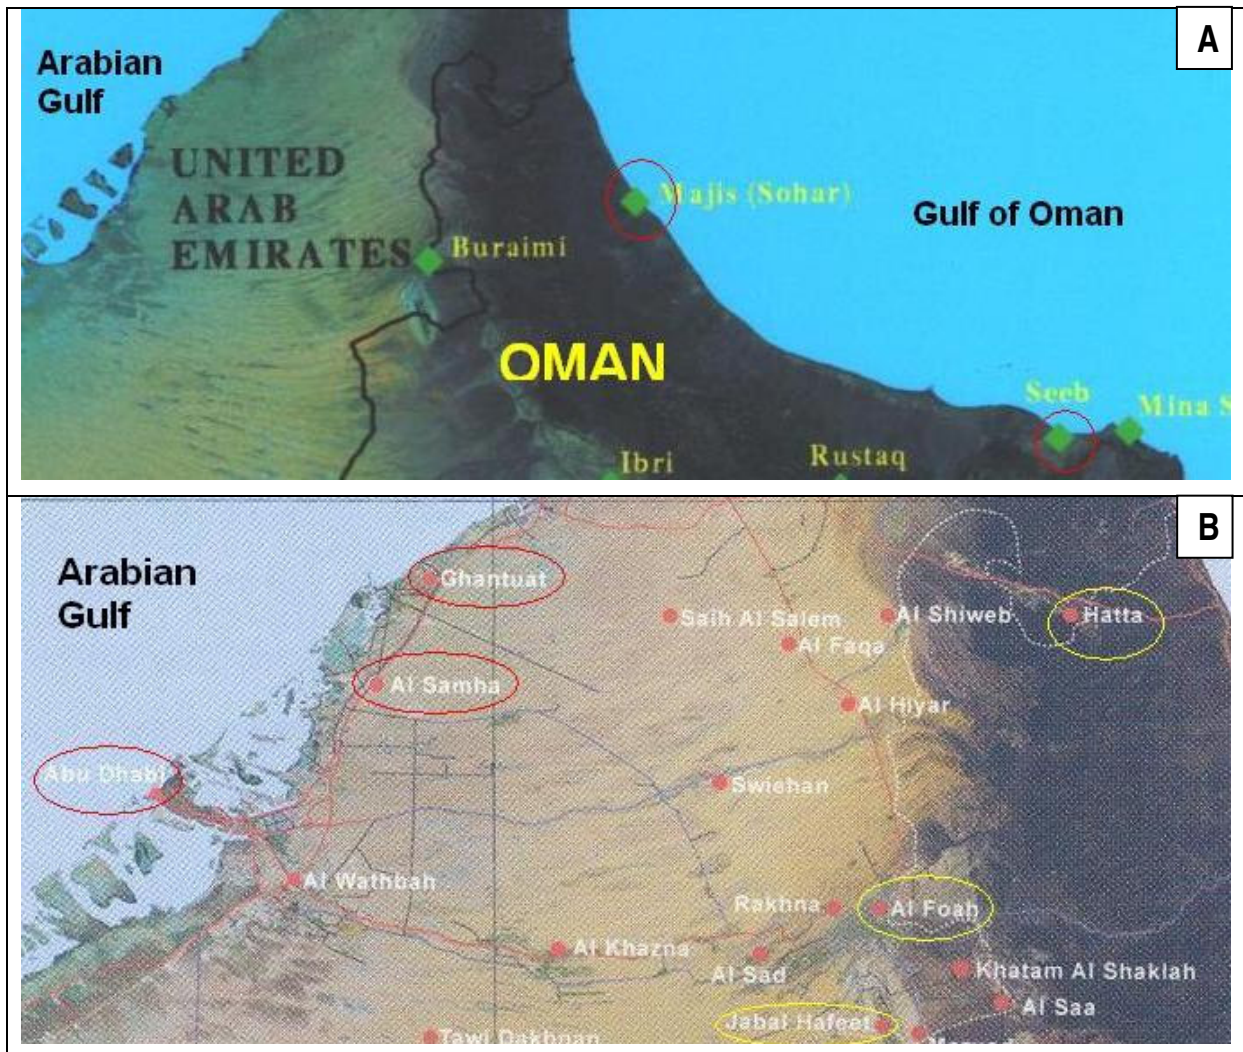 A
Arabian
Gulf
UNITED
ARAB
EMIRATES
Majis (Sohar)
Gulf of Oman
Buraimi
OMAN
Seeb
Mina S
Ibri
Rustaq
B
Arabian
Gulf
Ghantuat
Saih Al Salem
Al Shiweb
Hatta
Al Faqa
Al Samha
Al Hiyar
Abu Dhabi
Swiehan
Al Wathbah
Rakhna
Al Foah
Al Khazna
Al Sad
Khatam Al Shaklah
Al Saa
Jabal Hafeet
Tawi Dakhnan